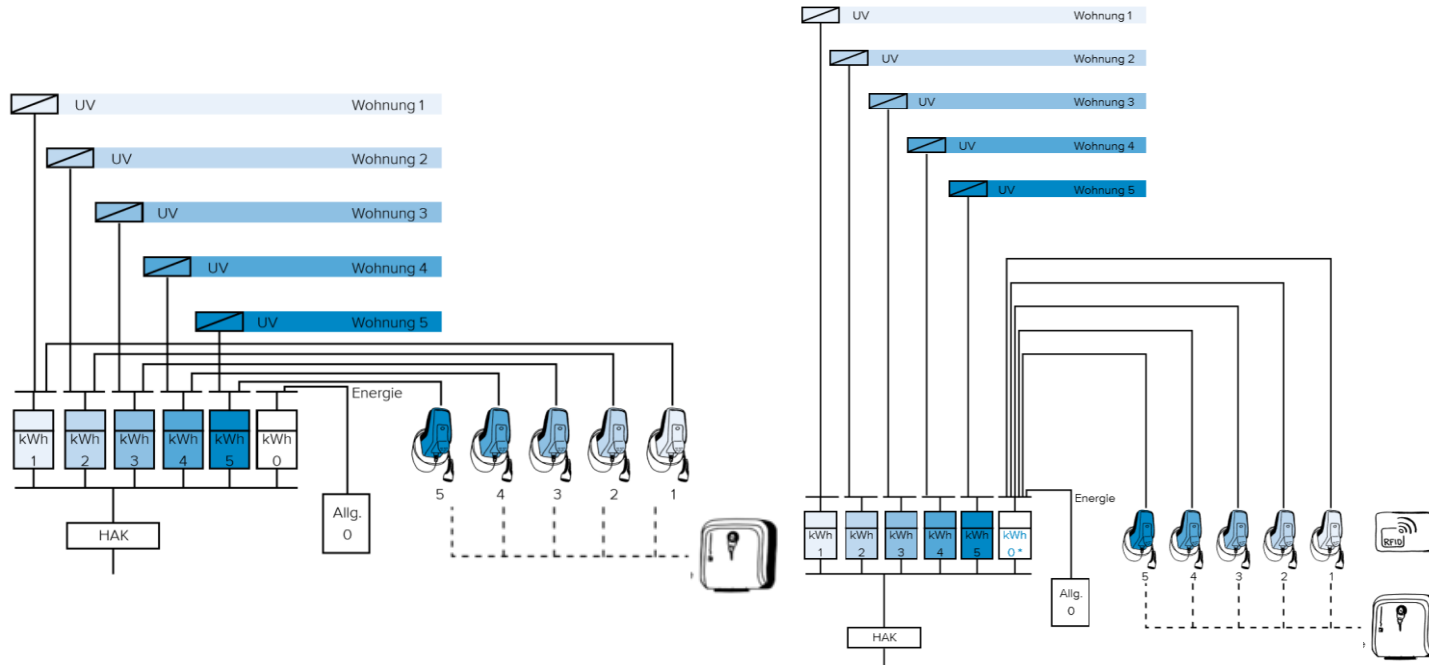 UV Wohnung 1
UV Wohnung 2
UV Wohnung 3
UV Wohnung 4
UV Wohnung 5
Energie
kWh kWh kWh kWh kWh kWh
1 2 3 4 5 0
5 4 3 2 1
Allg.
0
HAK
UV Wohnung 1
UV Wohnung 2
UV Wohnung 3
UV Wohnung 4
UV Wohnung 5
Energie
kWh kWh kWh kWh kWh kWh
1 2 3 4 5 0 *
RFID
5 4 3 2 1
Allg.
0
HAK